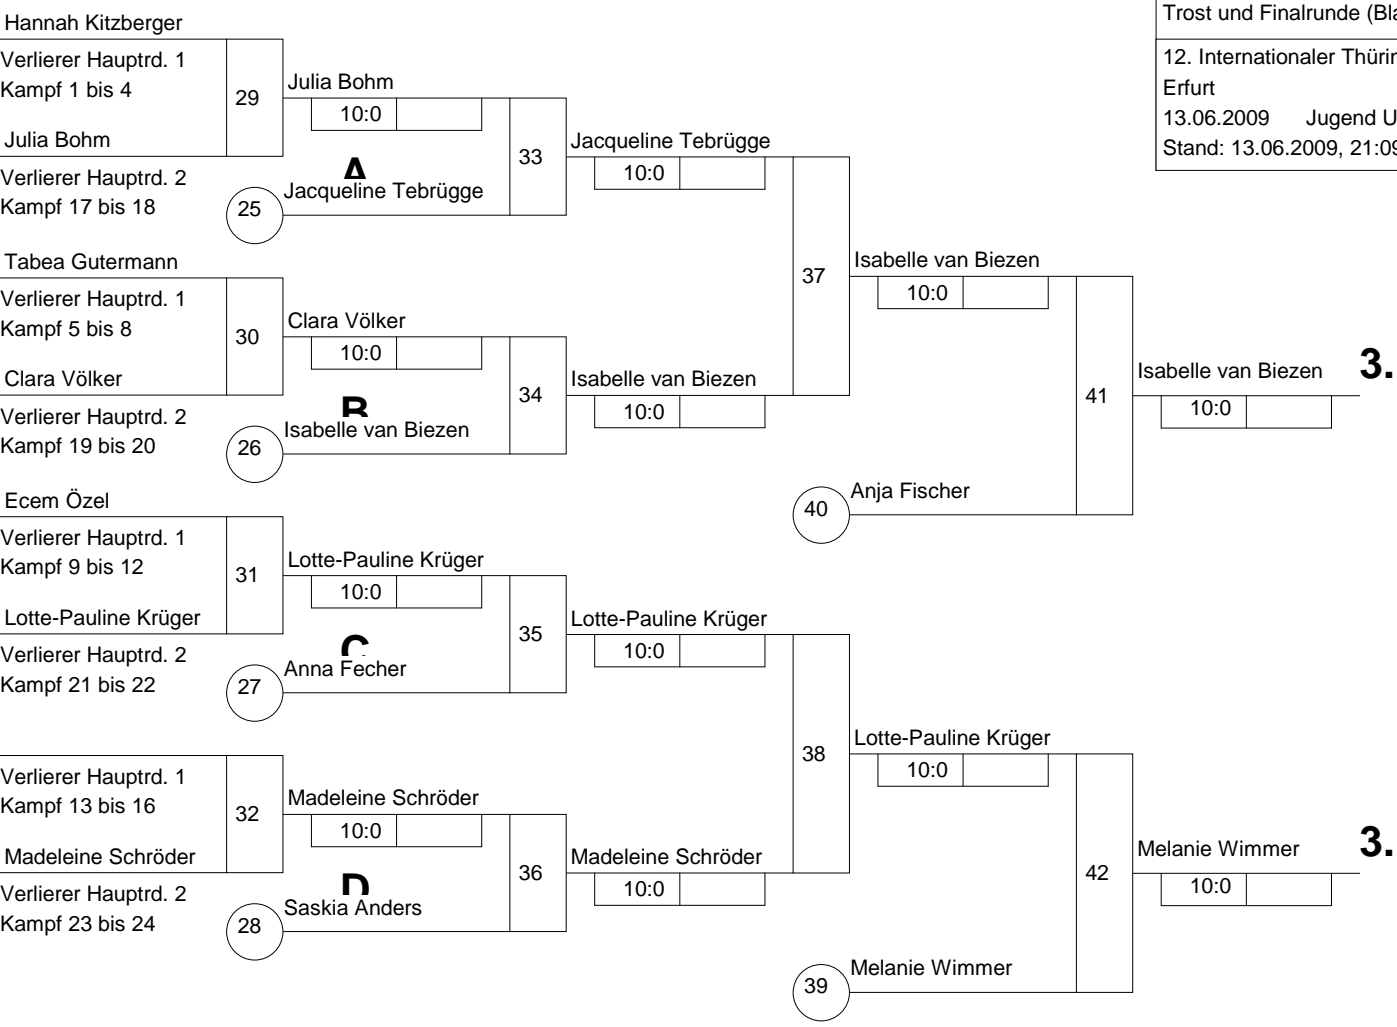 Trost und Finalrunde (Bla
12. Internationaler Thürin
Erfurt
13.06.2009 Jugend U
Stand: 13.06.2009, 21:09
Hannah Kitzberger
Verlierer Hauptrd. 1
Kampf 1 bis 4
29
Julia Bohm
Verlierer Hauptrd. 2
Kampf 17 bis 18
Julia Bohm
10:0
A
25
Jacqueline Tebrügge
33
Jacqueline Tebrügge
10:0
Tabea Gutermann
Verlierer Hauptrd. 1
Kampf 5 bis 8
30
Clara Völker
Verlierer Hauptrd. 2
Kampf 19 bis 20
Clara Völker
10:0
B
26
Isabelle van Biezen
34
Isabelle van Biezen
10:0
37
Isabelle van Biezen
10:0
40
Anja Fischer
41
Isabelle van Biezen
10:0
3.
Ecem Özel
Verlierer Hauptrd. 1
Kampf 9 bis 12
31
Lotte-Pauline Krüger
Verlierer Hauptrd. 2
Kampf 21 bis 22
Lotte-Pauline Krüger
10:0
C
27
Anna Fecher
35
Lotte-Pauline Krüger
10:0
Verlierer Hauptrd. 1
Kampf 13 bis 16
32
Madeleine Schröder
Verlierer Hauptrd. 2
Kampf 23 bis 24
Madeleine Schröder
10:0
D
28
Saskia Anders
36
Madeleine Schröder
10:0
38
Lotte-Pauline Krüger
10:0
39
Melanie Wimmer
42
Melanie Wimmer
10:0
3.